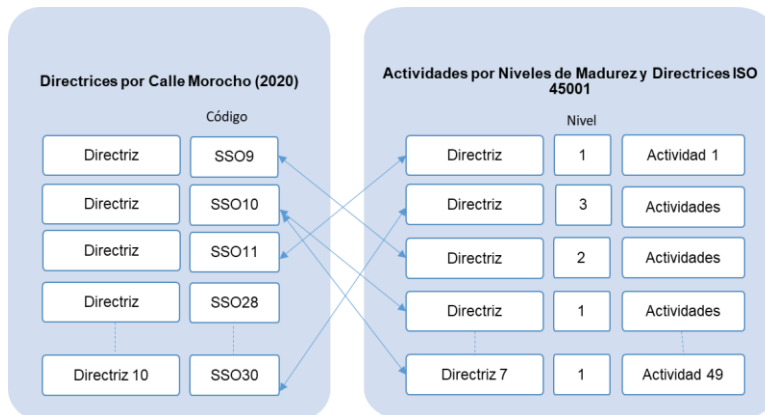 Directrices por Calle Morocho (2020)
Código
Directriz SSO9
Directriz SSO10
Directriz SSO11
Directriz SSO28
Directriz 10 SSO30
Actividades por Niveles de Madurez y Directrices ISO
45001
Nivel
Directriz 1 Actividad 1
Directriz 3 Actividades
Directriz 2 Actividades
Directriz 1 Actividades
Directriz 7 1 Actividad 49